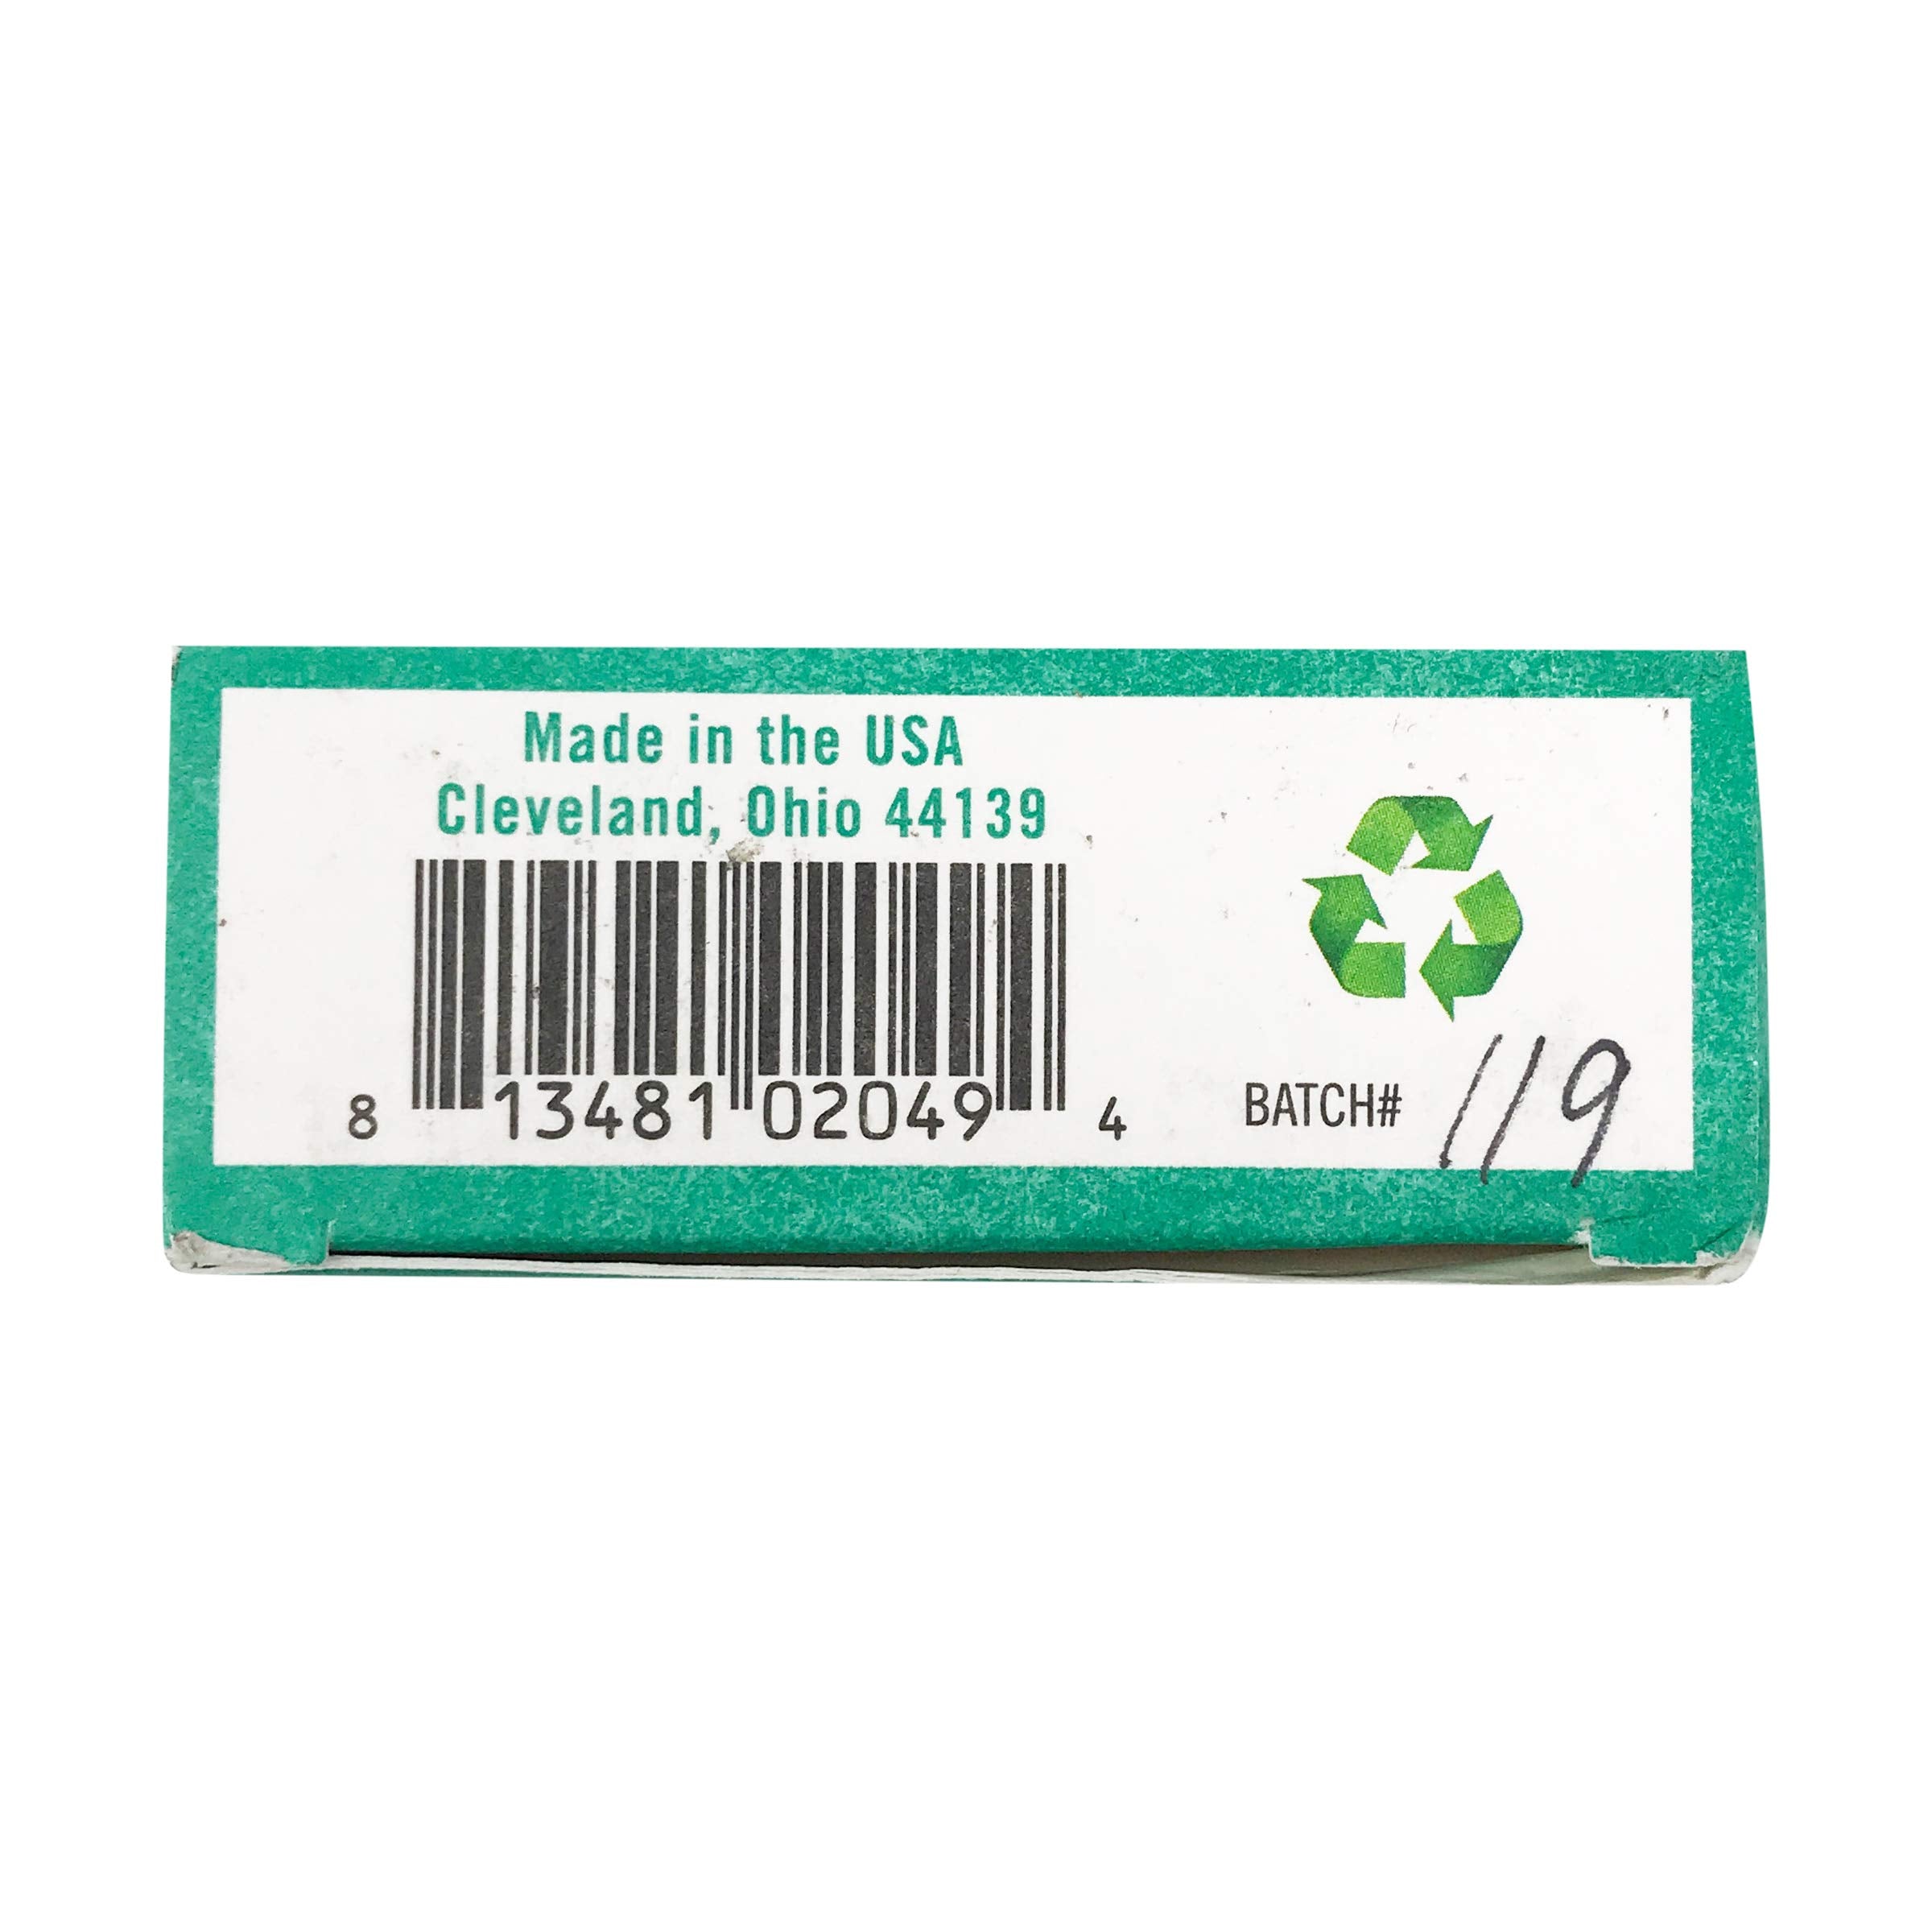 Made in the USA
Cleveland, Ohio 44139
8 13481 02049 4
BATCH# 119